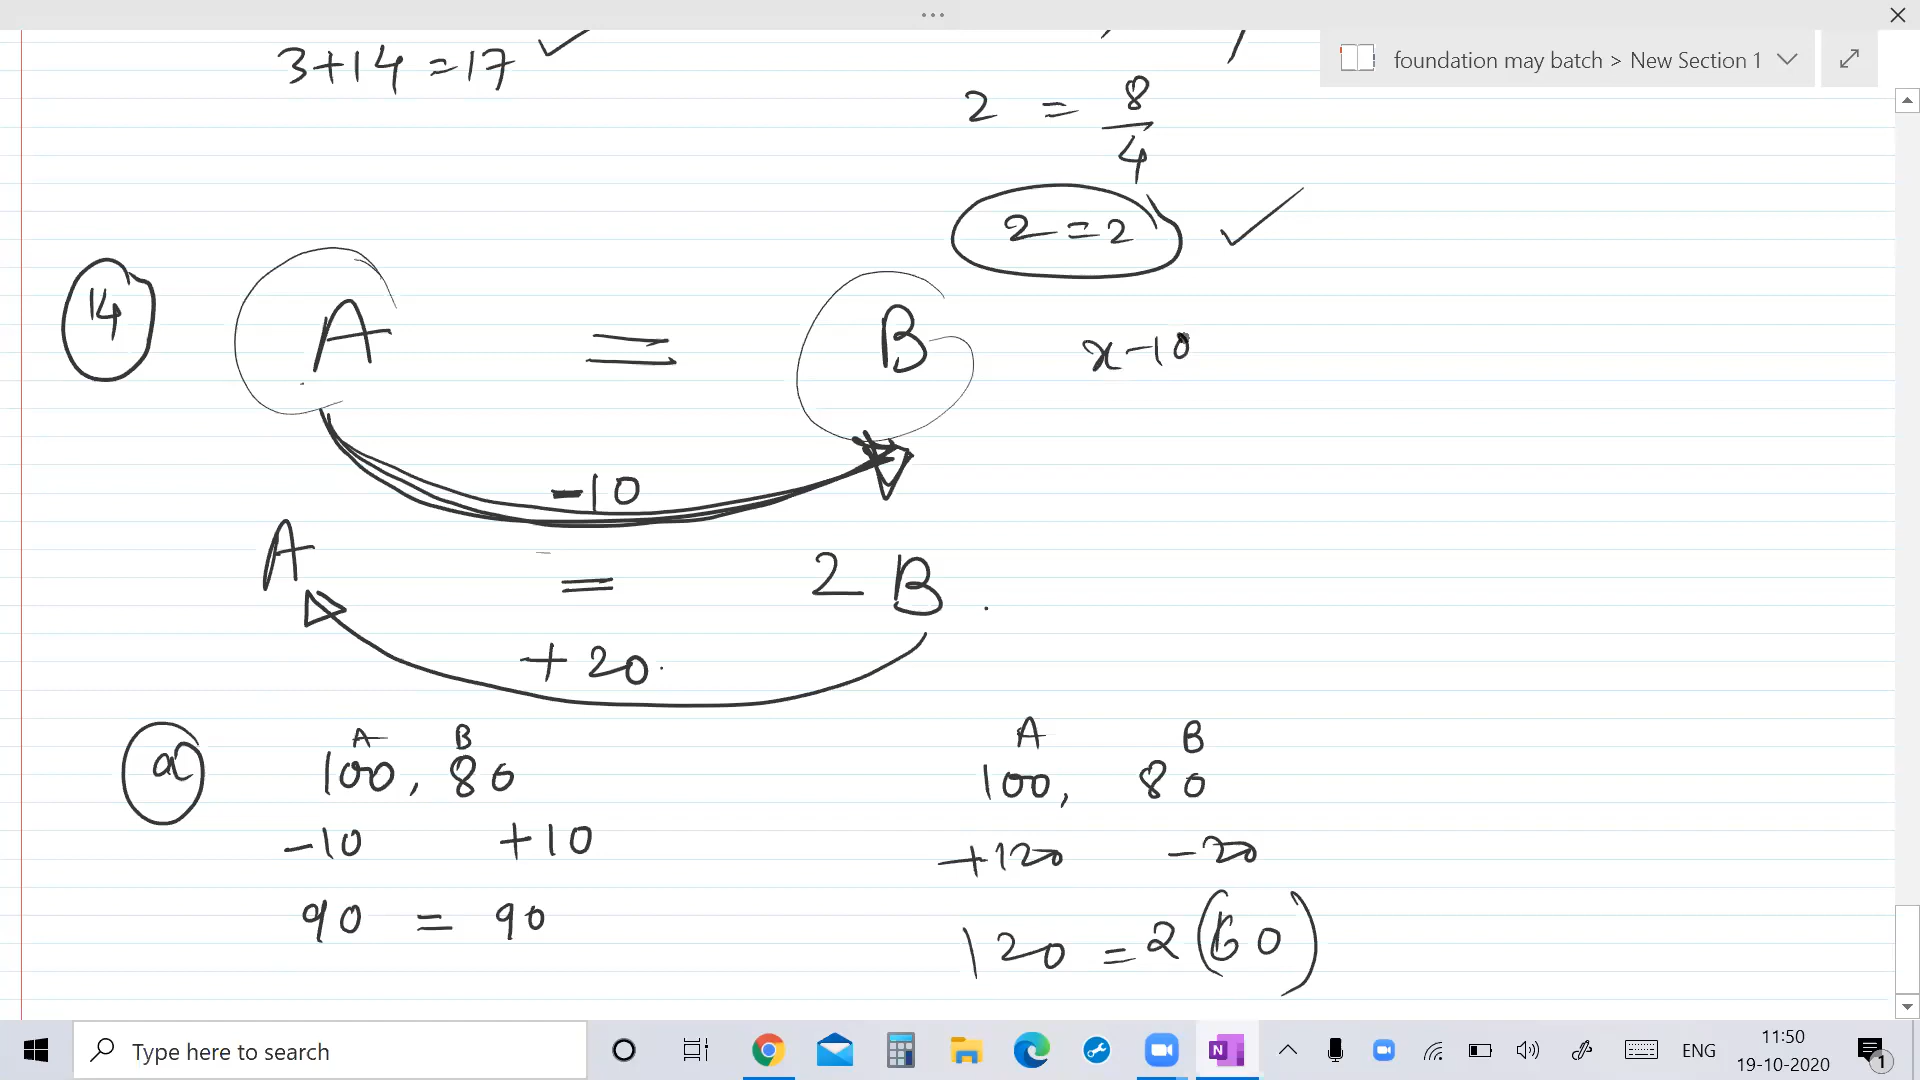 foundation may batch > New Section 1
3+14=17
2 = 8/4
2=2
14
A = B x-10
-10
A = 2 B .
+20.
a
A B
100, 80
-10 +10
90 = 90
A B
100, 80
+120 -20
120 = 2(60)
Type here to search
N
ENG
11:50
19-10-2020
1